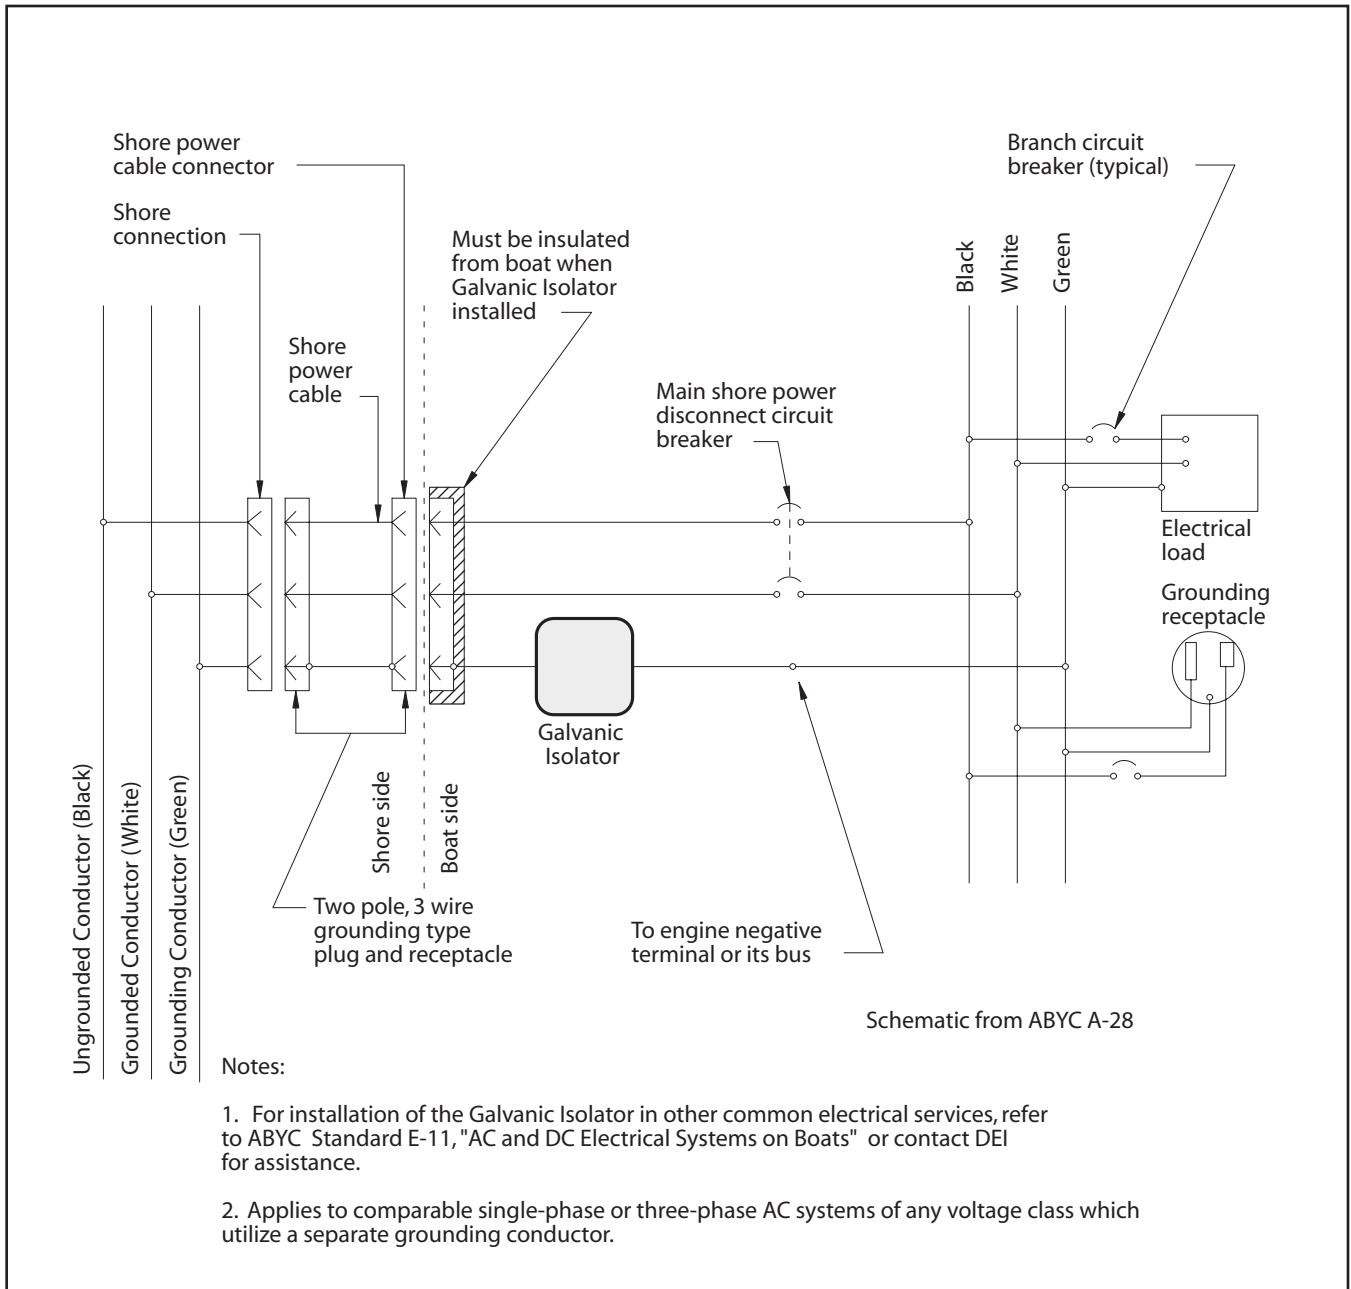 Shore power
cable connector
Shore
connection
Shore
power
cable
Must be insulated
from boat when
Galvanic Isolator
installed
Main shore power
disconnect circuit
breaker
Branch circuit
breaker (typical)
Black
White
Green
Electrical
load
Grounding
receptacle
Galvanic
Isolator
Ungrounded Conductor (Black)
Grounded Conductor (White)
Grounding Conductor (Green)
Shore side
Boat side
Two pole, 3 wire
grounding type
plug and receptacle
To engine negative
terminal or its bus
Schematic from ABYC A-28
Notes:
1. For installation of the Galvanic Isolator in other common electrical services, refer
to ABYC Standard E-11, "AC and DC Electrical Systems on Boats" or contact DEI
for assistance.
2. Applies to comparable single-phase or three-phase AC systems of any voltage class which
utilize a separate grounding conductor.